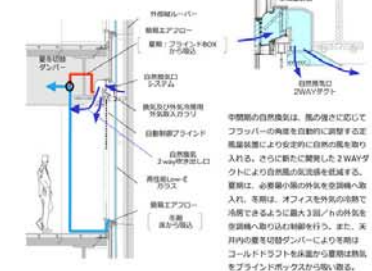 外部縦ルーバー
簡易エアフロー
夏期：ブラインドBOX
から吸込
夏冬切替
ダンパー
自然換気口
システム
換気及び外気冷房用
外気取入ガラリ
自動制御ブラインド
自然換気
2way吹き出し口
高性能Low-E
ガラス
簡易エアフロー
冬期
床から吸込
自然換気口
2WAYダクト
中間期の自然換気は、風の強さに応じて
フラッパーの角度を自動的に調整する定
風量装置により安定的に自然の風を取り
入れる。さらに新たに開発した2WAYダ
クトにより自然風の気流感を低減する。
夏期は、必要最小限の外気を空調機へ取
入れ、冬期は、オフィスを外気の冷熱で
冷房できるように最大3回／hの外気を
空調機へ取り込む制御を行う。また、天
井内の夏冬切替ダンパーにより冬期は
コールドドラフトを床面から夏期は熱気
をブラインドボックスから吸い取る。